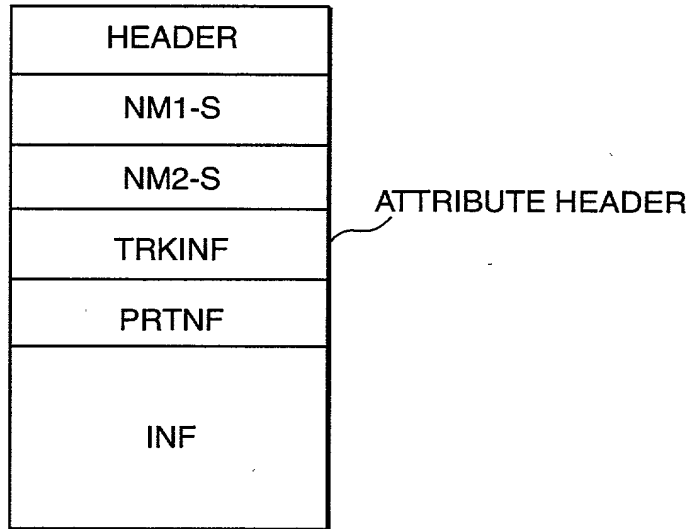 HEADER
NM1-S
NM2-S
ATTRIBUTE HEADER
TRKINF
PRTNF
INF